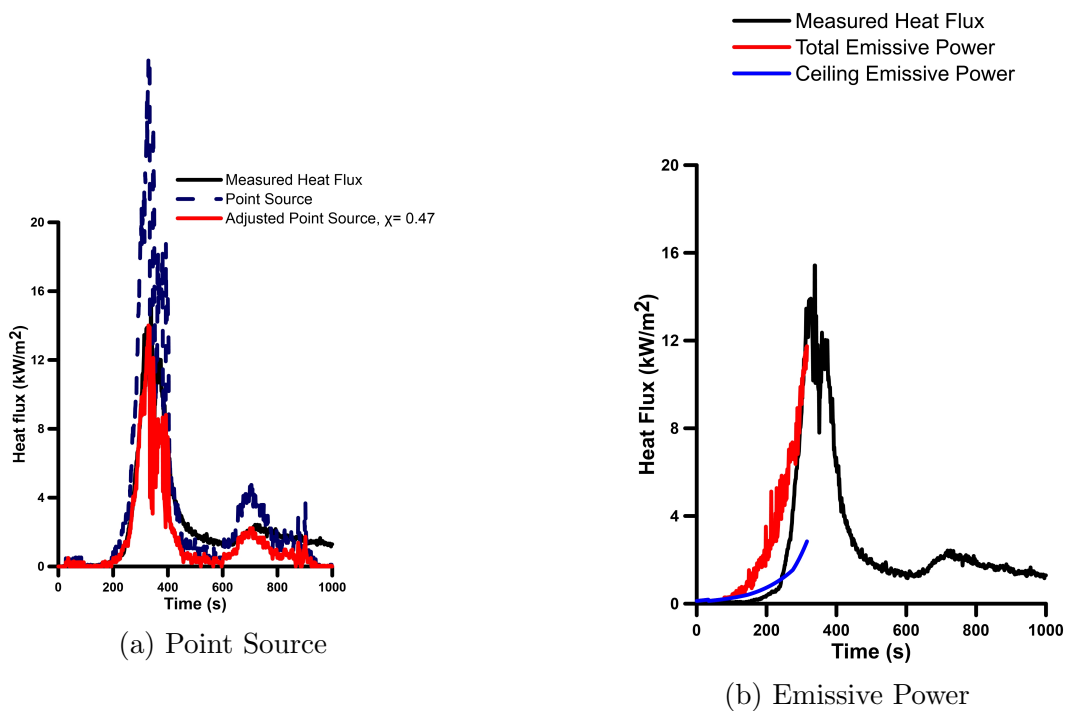 Measured Heat Flux
Point Source
Adjusted Point Source, χ= 0.47
Heat flux (kW/m2)
20
16
12
8
4
0
0 200 400 600 800 1000
Time (s)
(a) Point Source
Measured Heat Flux
Total Emissive Power
Ceiling Emissive Power
Heat Flux (kW/m2)
20
16
12
8
4
0
0 200 400 600 800 1000
Time (s)
(b) Emissive Power